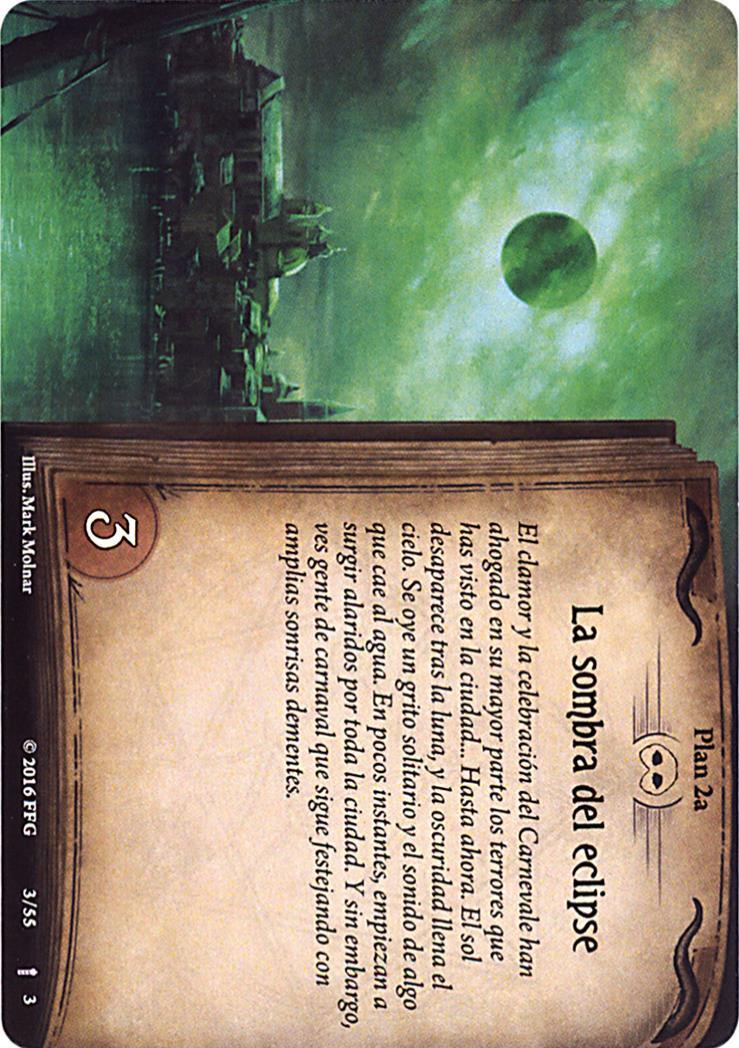 Plan 2a
La sombra del eclipse
El clamor y la celebración del Carnevale han
ahogado en su mayor parte los terrores que
has visto en la ciudad... Hasta ahora. El sol
desaparece tras la luna, y la oscuridad llena el
cielo. Se oye un grito solitario y el sonido de algo
que cae al agua. En pocos instantes, empiezan a
surgir alaridos por toda la ciudad. Y sin embargo,
ves gente de carnaval que sigue festejando con
amplias sonrisas dementes.
3
Illus. Mark Molnar © 2016 FFG 3/55 3